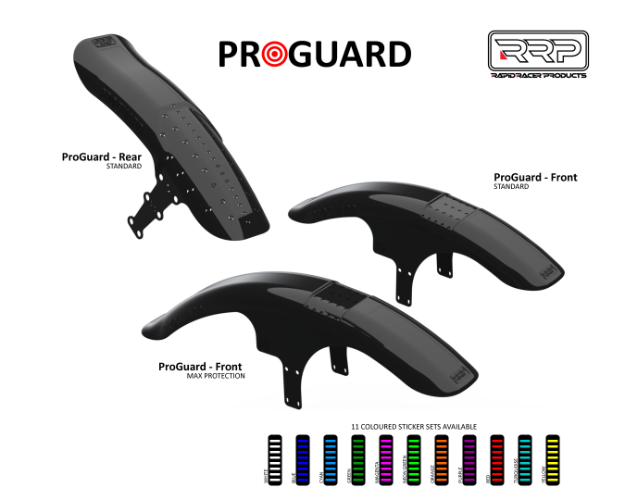 PROGUARD
RRP
RAPID RACER PRODUCTS
ProGuard - Rear
STANDARD
ProGuard - Front
STANDARD
ProGuard - Front
MAX PROTECTION
11 COLOURED STICKER SETS AVAILABLE
WHITE
BLUE
CYAN
GREEN
MAGENTA
NEON GREEN
ORANGE
PURPLE
RED
TURQUOISE
YELLOW